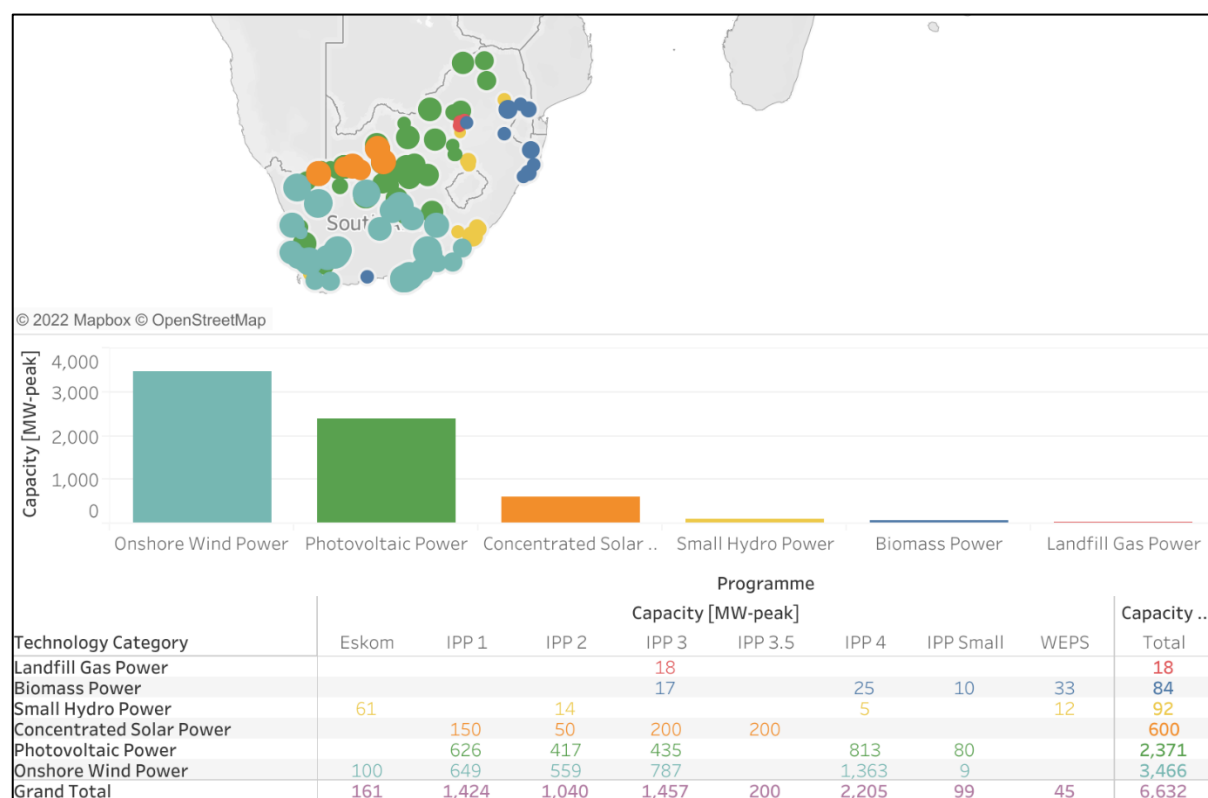 South A
© 2022 Mapbox © OpenStreetMap
Capacity [MW-peak]
4,000
3,000
2,000
1,000
0
Onshore Wind Power Photovoltaic Power Concentrated Solar .. Small Hydro Power Biomass Power Landfill Gas Power
Programme
Capacity [MW-peak] Capacity ..
Technology Category Eskom IPP 1 IPP 2 IPP 3 IPP 3.5 IPP 4 IPP Small WEPS Total
Landfill Gas Power 18 18
Biomass Power 17 25 10 33 84
Small Hydro Power 61 14 5 12 92
Concentrated Solar Power 150 50 200 200 600
Photovoltaic Power 626 417 435 813 80 2,371
Onshore Wind Power 100 649 559 787 1,363 9 3,466
Grand Total 161 1,424 1,040 1,457 200 2,205 99 45 6,632